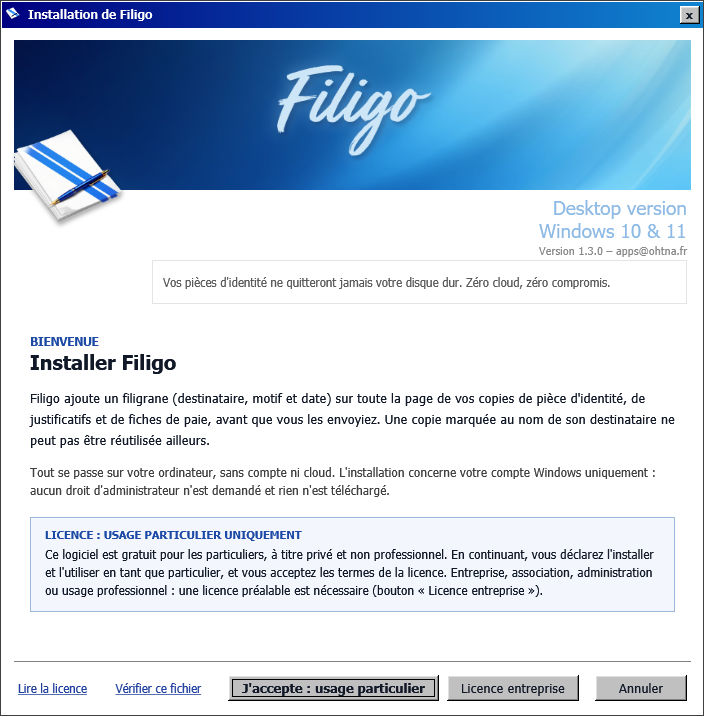 Installation de Filigo
x
Filigo
Desktop version
Windows 10 & 11
Version 1.3.0 – apps@ohtna.fr
Vos pièces d'identité ne quitteront jamais votre disque dur. Zéro cloud, zéro compromis.
BIENVENUE
Installer Filigo
Filigo ajoute un filigrane (destinataire, motif et date) sur toute la page de vos copies de pièce d'identité, de
justificatifs et de fiches de paie, avant que vous les envoyiez. Une copie marquée au nom de son destinataire ne
peut pas être réutilisée ailleurs.
Tout se passe sur votre ordinateur, sans compte ni cloud. L'installation concerne votre compte Windows uniquement :
aucun droit d'administrateur n'est demandé et rien n'est téléchargé.
LICENCE : USAGE PARTICULIER UNIQUEMENT
Ce logiciel est gratuit pour les particuliers, à titre privé et non professionnel. En continuant, vous déclarez l'installer
et l'utiliser en tant que particulier, et vous acceptez les termes de la licence. Entreprise, association, administration
ou usage professionnel : une licence préalable est nécessaire (bouton « Licence entreprise »).
Lire la licence
Vérifier ce fichier
J'accepte : usage particulier
Licence entreprise
Annuler